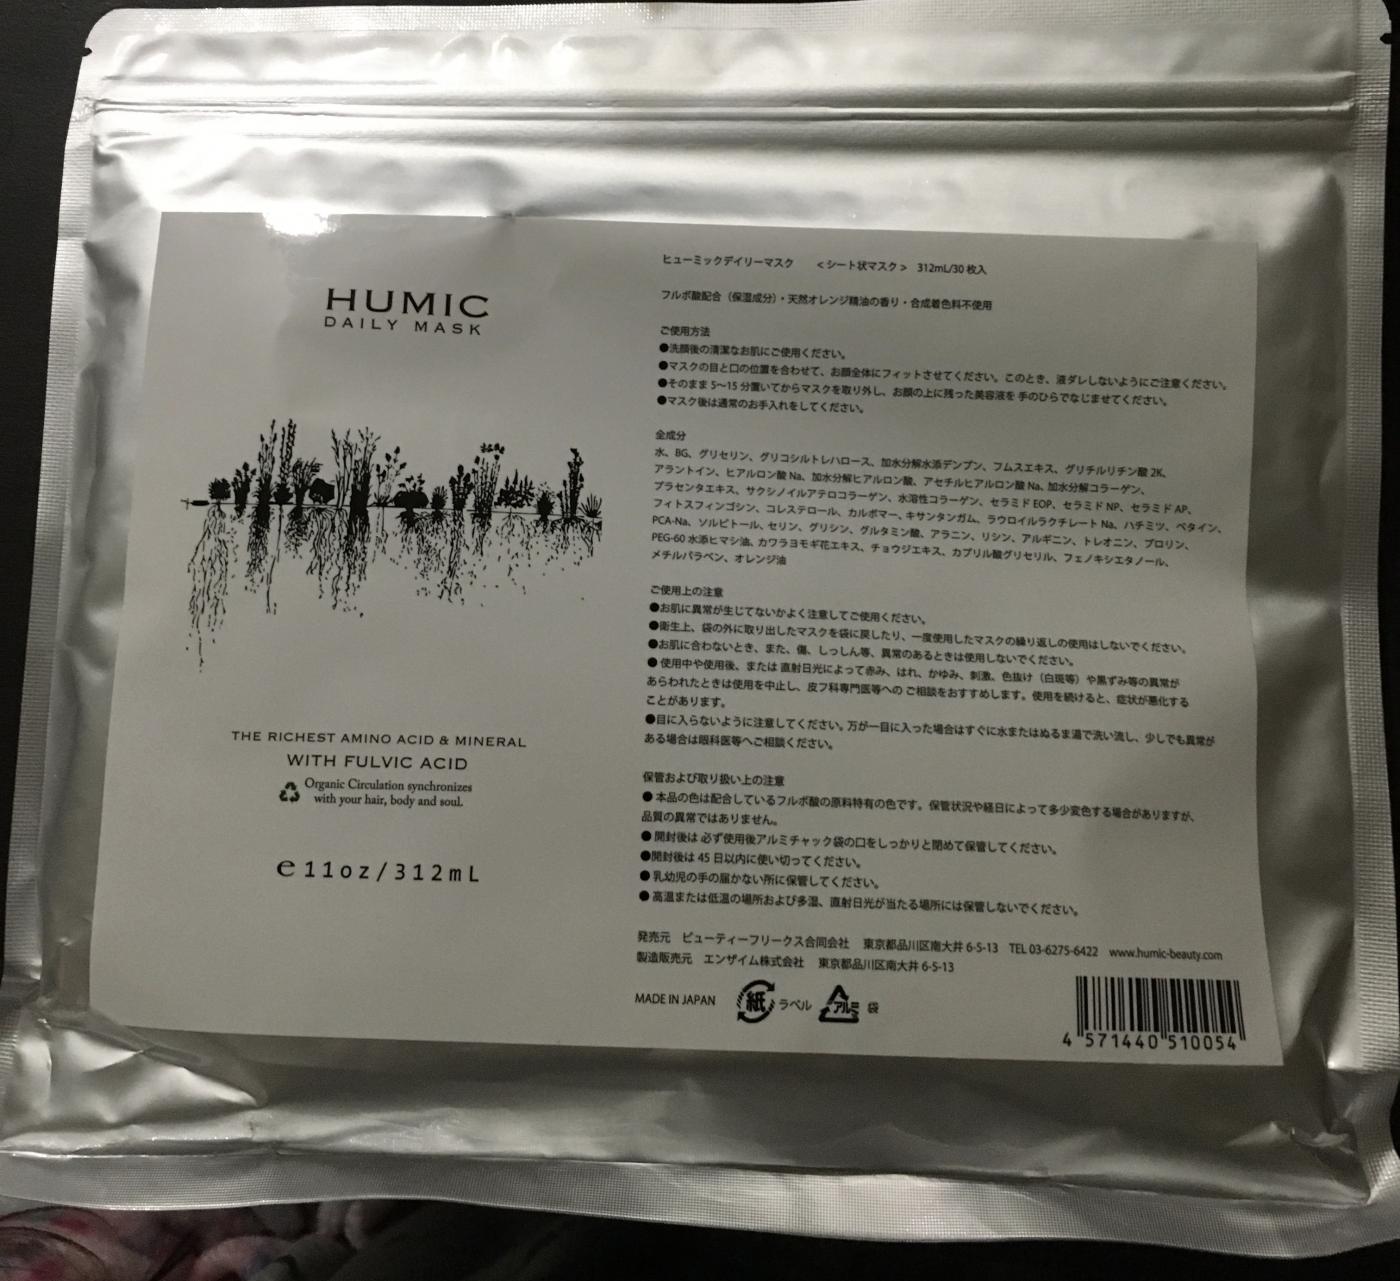 HUMIC
DAILY MASK
THE RICHEST AMINO ACID & MINERAL
WITH FULVIC ACID
Organic Circulation synchronizes
with your hair, body and soul.
℮11oz/312mL
ヒューミックデイリーマスク ＜シート状マスク＞ 312mL/30枚入
フルボ酸配合（保湿成分）・天然オレンジ精油の香り・合成着色料不使用
ご使用方法
●洗顔後の清潔なお肌にご使用ください。
●マスクの目と口の位置を合わせて、お顔全体にフィットさせてください。このとき、液ダレしないようにご注意ください。
●そのまま 5〜15 分置いてからマスクを取り外し、お顔の上に残った美容液を 手のひらでなじませてください。
●マスク後は通常のお手入れをしてください。
全成分
水、BG、グリセリン、グリコシルトレハロース、加水分解水添デンプン、フムスエキス、グリチルリチン酸 2K、
アラントイン、ヒアルロン酸 Na、加水分解ヒアルロン酸、アセチルヒアルロン酸 Na、加水分解コラーゲン、
プラセンタエキス、サクシノイルアテロコラーゲン、水溶性コラーゲン、セラミド EOP、セラミド NP、セラミド AP、
フィトスフィンゴシン、コレステロール、カルボマー、キサンタンガム、ラウロイルラクチレート Na、ハチミツ、ベタイン、
PCA-Na、ソルビトール、セリン、グリシン、グルタミン酸、アラニン、リシン、アルギニン、トレオニン、プロリン、
PEG-60 水添ヒマシ油、カワラヨモギ花エキス、チョウジエキス、カプリル酸グリセリル、フェノキシエタノール、
メチルパラベン、オレンジ油
ご使用上の注意
●お肌に異常が生じてないかよく注意してご使用ください。
●衛生上、袋の外に取り出したマスクを袋に戻したり、一度使用したマスクの繰り返しの使用はしないでください。
●お肌に合わないとき、また、傷、しっしん等、異常のあるときは使用しないでください。
● 使用中や使用後、または 直射日光によって赤み、はれ、かゆみ、刺激、色抜け（白斑等）や黒ずみ等の異常が
あらわれたときは使用を中止し、皮フ科専門医等への ご相談をおすすめします。使用を続けると、症状が悪化する
ことがあります。
●目に入らないように注意してください。万が一目に入った場合はすぐに水またはぬるま湯で洗い流し、少しでも異常が
ある場合は眼科医等へご相談ください。
保管および取り扱い上の注意
● 本品の色は配合しているフルボ酸の原料特有の色です。保管状況や経日によって多少変色する場合がありますが、
品質の異常ではありません。
● 開封後は 必ず使用後アルミチャック袋の口をしっかりと閉めて保管してください。
●開封後は 45 日以内に使い切ってください。
● 乳幼児の手の届かない所に保管してください。
● 高温または低温の場所および多湿、直射日光が当たる場所には保管しないでください。
発売元 ビューティーフリークス合同会社 東京都品川区南大井 6-5-13 TEL 03-6275-6422 www.humic-beauty.com
製造販売元 エンザイム株式会社 東京都品川区南大井 6-5-13
MADE IN JAPAN 紙 ラベル アルミ 袋
4 571440 510054